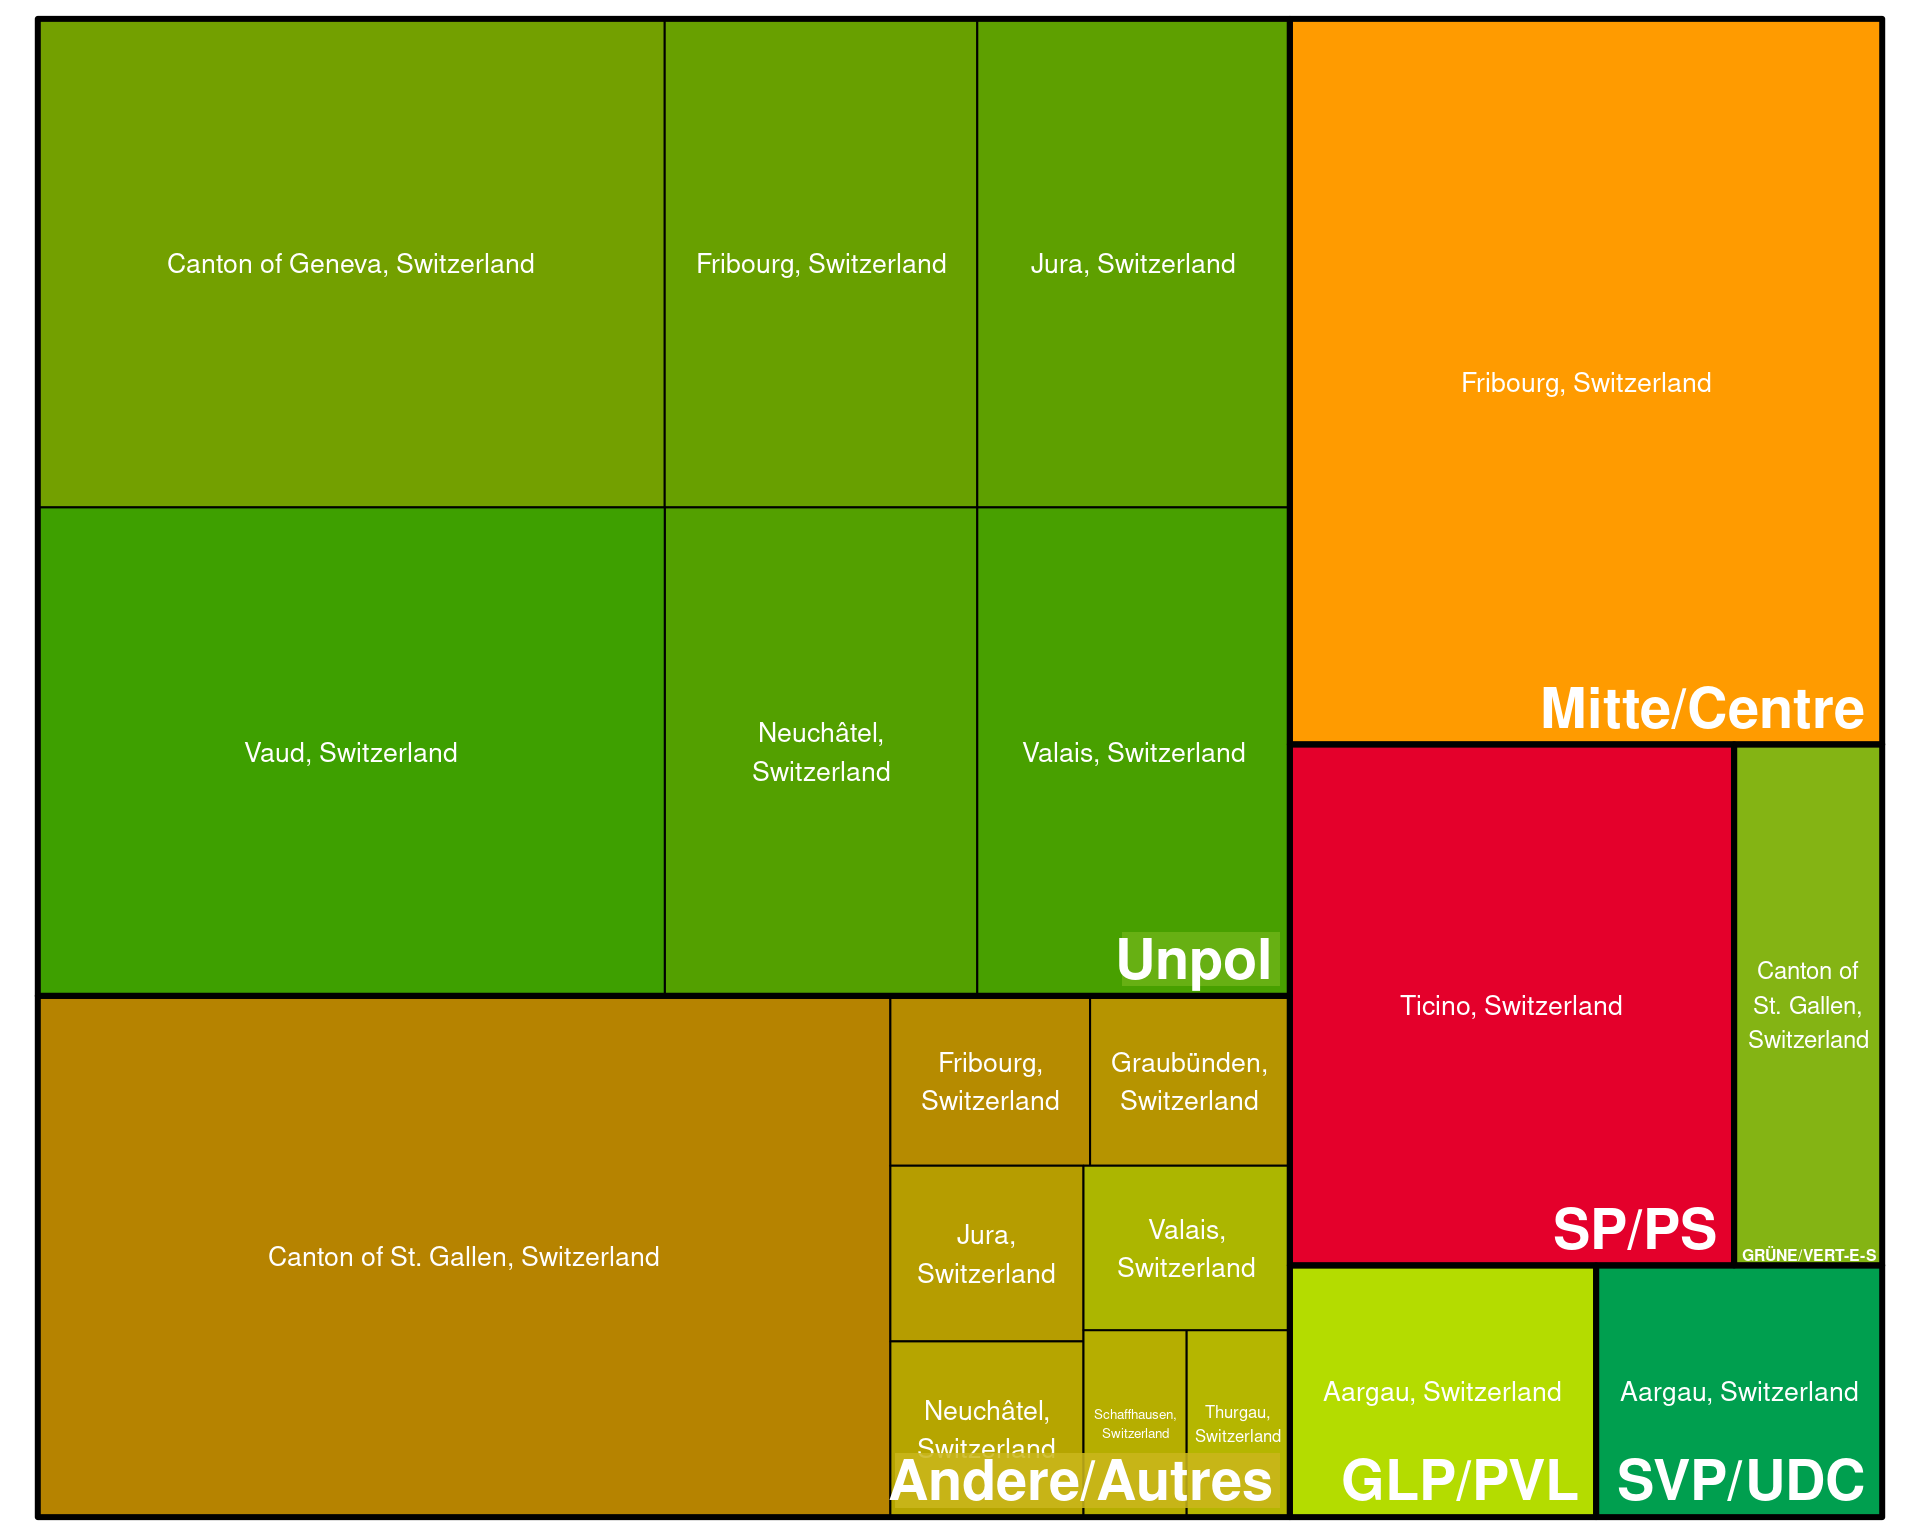 Canton of Geneva, Switzerland
Fribourg, Switzerland
Jura, Switzerland
Vaud, Switzerland
Neuchâtel,
Switzerland
Valais, Switzerland
Unpol
Canton of St. Gallen, Switzerland
Fribourg,
Switzerland
Graubünden,
Switzerland
Jura,
Switzerland
Valais,
Switzerland
Neuchâtel,
Switzerland
Schaffhausen,
Switzerland
Thurgau,
Switzerland
Andere/Autres
Fribourg, Switzerland
Mitte/Centre
Ticino, Switzerland
SP/PS
Canton of
St. Gallen,
Switzerland
GRÜNE/VERT-E-S
Aargau, Switzerland
GLP/PVL
Aargau, Switzerland
SVP/UDC